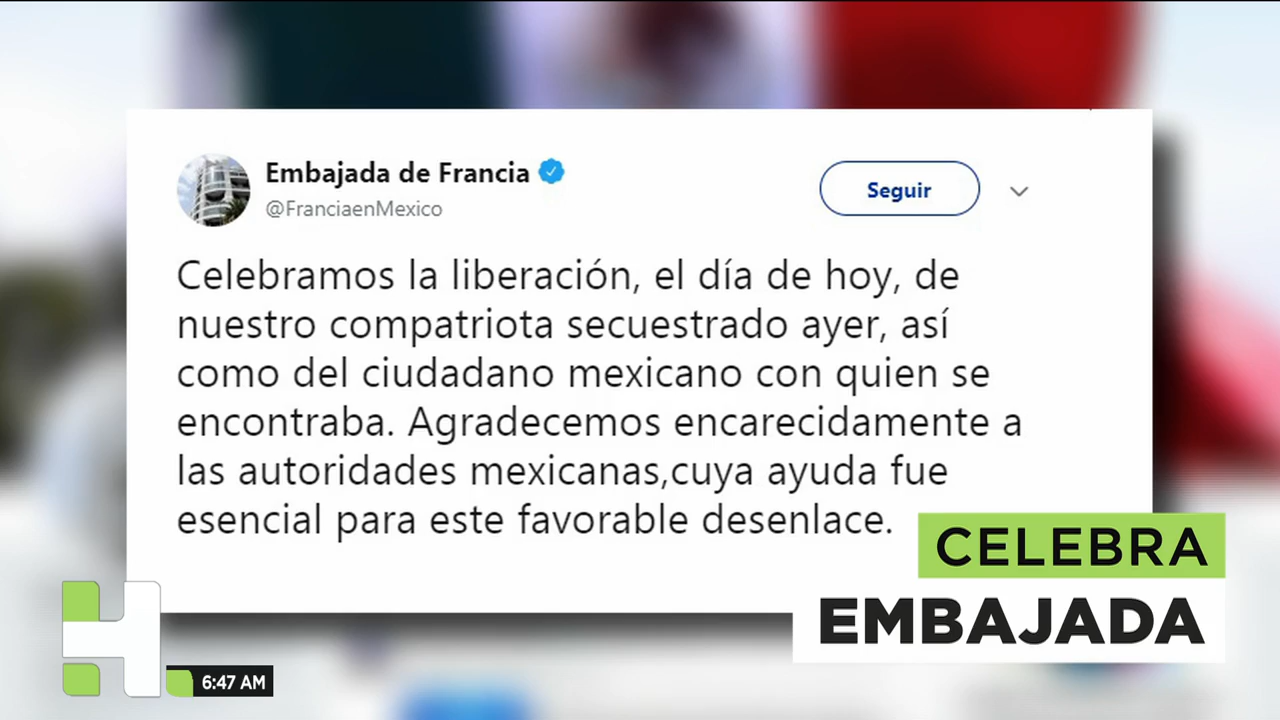 Embajada de Francia
@FranciaenMexico
Seguir
Celebramos la liberación, el día de hoy, de
nuestro compatriota secuestrado ayer, así
como del ciudadano mexicano con quien se
encontraba. Agradecemos encarecidamente a
las autoridades mexicanas,cuya ayuda fue
esencial para este favorable desenlace.
CELEBRA
EMBAJADA
H
6:47 AM